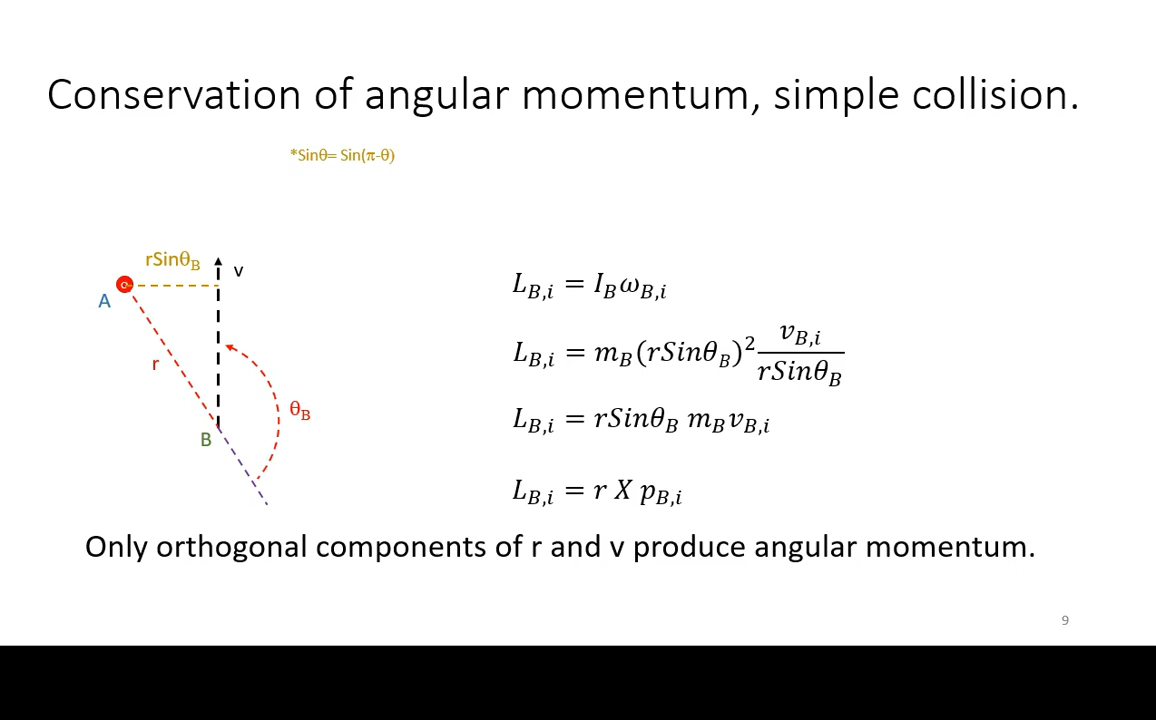 Conservation of angular momentum, simple collision.
*Sinθ= Sin(π-θ)
rSinθ_B
v
A
r
θ_B
B
L_{B,i} = I_B ω_{B,i}
L_{B,i} = m_B (rSinθ_B)^2 v_{B,i} / rSinθ_B
L_{B,i} = rSinθ_B m_B v_{B,i}
L_{B,i} = r X p_{B,i}
Only orthogonal components of r and v produce angular momentum.
9